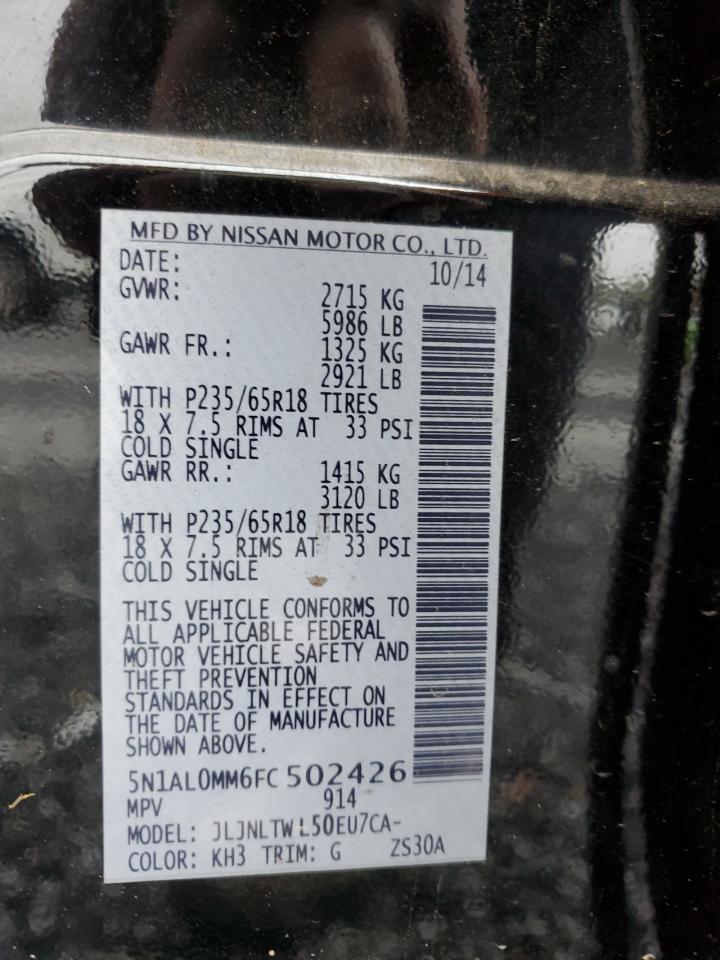 MFD BY NISSAN MOTOR CO., LTD.
DATE: 10/14
GVWR: 2715 KG
5986 LB
GAWR FR.: 1325 KG
2921 LB
WITH P235/65R18 TIRES
18 X 7.5 RIMS AT 33 PSI
COLD SINGLE
GAWR RR.: 1415 KG
3120 LB
WITH P235/65R18 TIRES
18 X 7.5 RIMS AT 33 PSI
COLD SINGLE
THIS VEHICLE CONFORMS TO
ALL APPLICABLE FEDERAL
MOTOR VEHICLE SAFETY AND
THEFT PREVENTION
STANDARDS IN EFFECT ON
THE DATE OF MANUFACTURE
SHOWN ABOVE.
5N1AL0MM6FC 502426
MPV 914
MODEL: JLJNLTWL50EU7CA-
COLOR: KH3 TRIM: G ZS30A